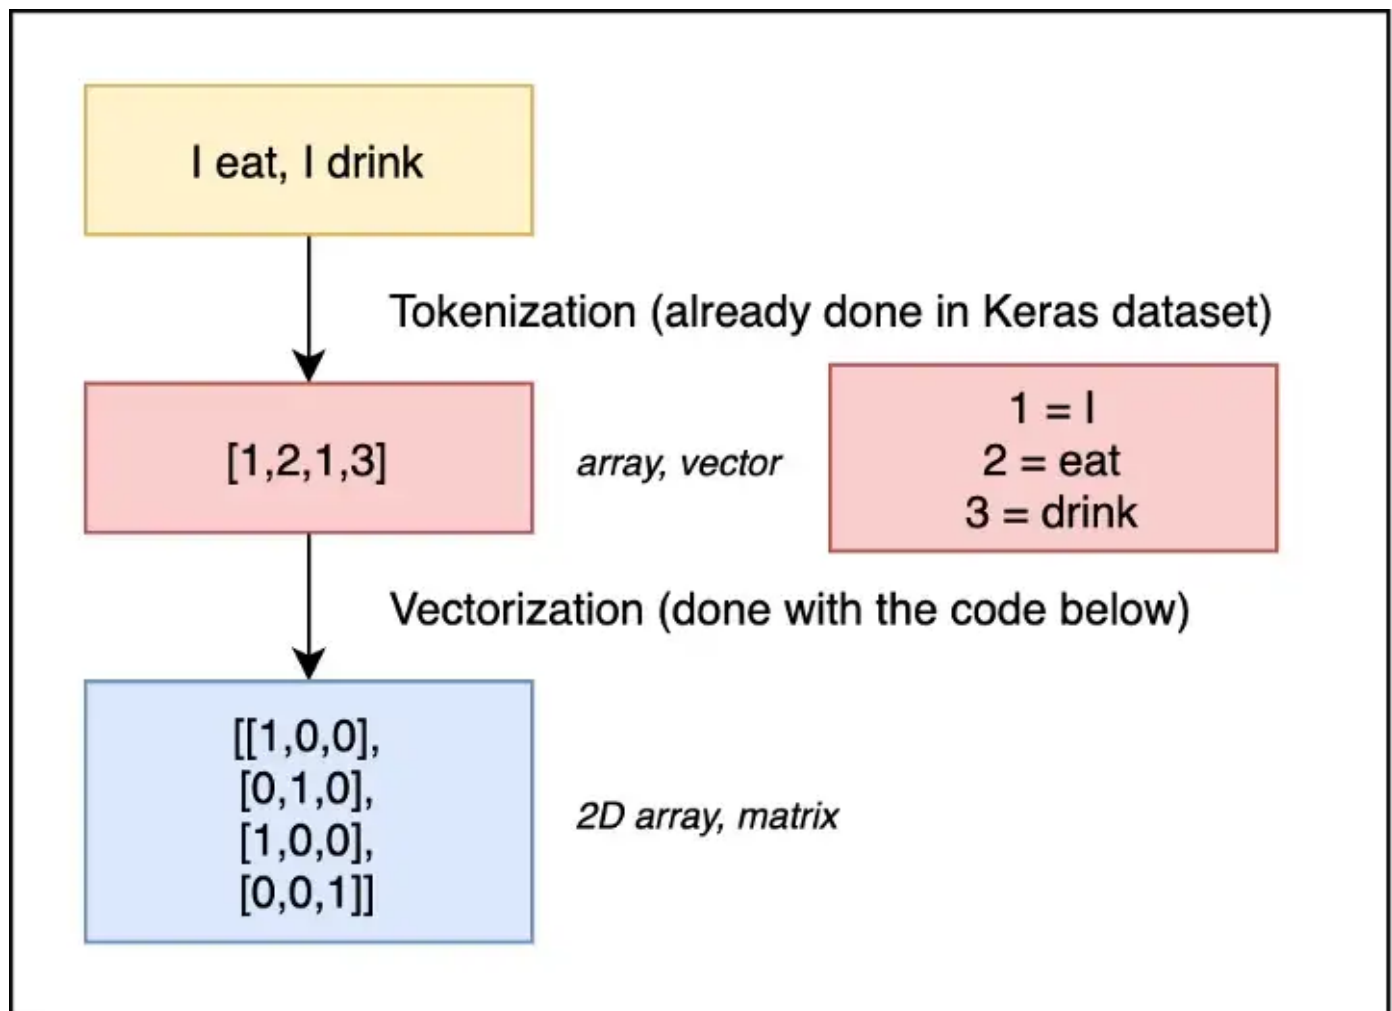 I eat, I drink
Tokenization (already done in Keras dataset)
[1,2,1,3]
array, vector
1 = I
2 = eat
3 = drink
Vectorization (done with the code below)
[[1,0,0],
[0,1,0],
[1,0,0],
[0,0,1]]
2D array, matrix